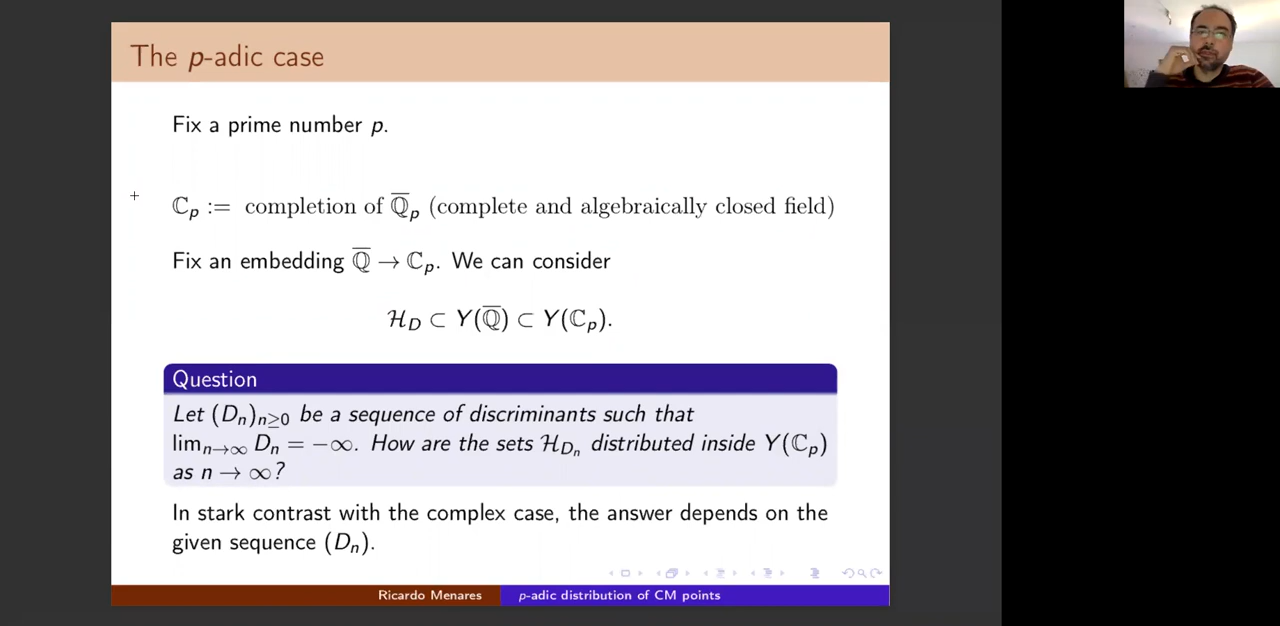 The p-adic case
Fix a prime number p.
ℂ_p := completion of ℚ̅_p (complete and algebraically closed field)
Fix an embedding ℚ̅ → ℂ_p. We can consider
ℋ_D ⊂ Y(ℚ̅) ⊂ Y(ℂ_p).
Question
Let (D_n)_{n≥0} be a sequence of discriminants such that
lim_{n→∞} D_n = −∞. How are the sets ℋ_{D_n} distributed inside Y(ℂ_p)
as n → ∞?
In stark contrast with the complex case, the answer depends on the
given sequence (D_n).
Ricardo Menares p-adic distribution of CM points